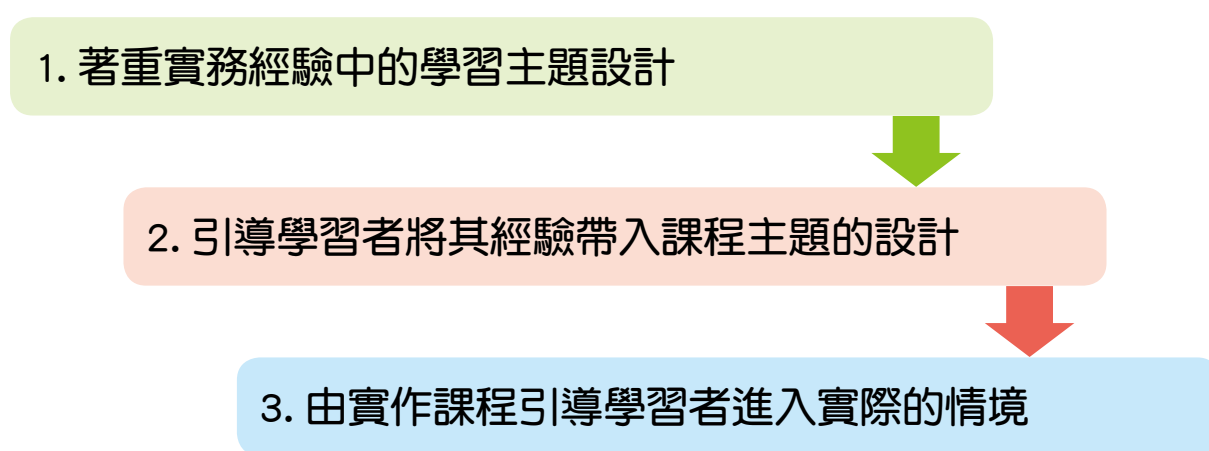 1. 著重實務經驗中的學習主題設計
2. 引導學習者將其經驗帶入課程主題的設計
3. 由實作課程引導學習者進入實際的情境